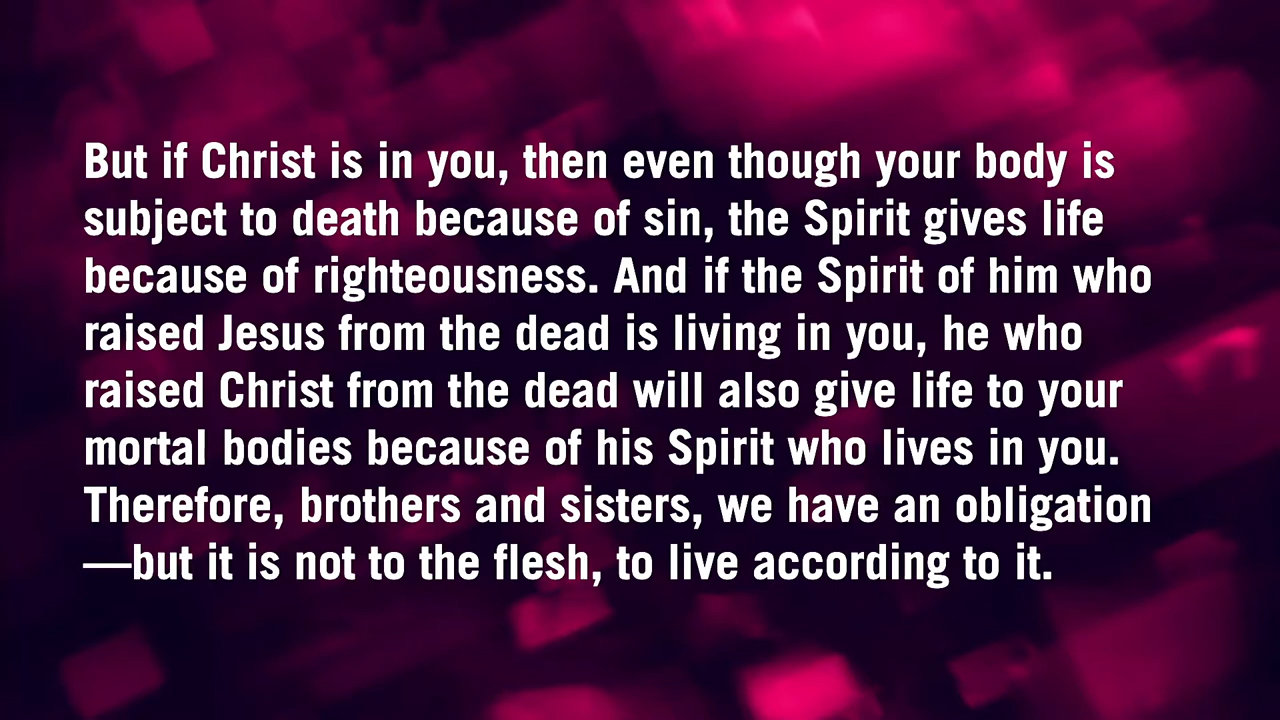 But if Christ is in you, then even though your body is
subject to death because of sin, the Spirit gives life
because of righteousness. And if the Spirit of him who
raised Jesus from the dead is living in you, he who
raised Christ from the dead will also give life to your
mortal bodies because of his Spirit who lives in you.
Therefore, brothers and sisters, we have an obligation
—but it is not to the flesh, to live according to it.